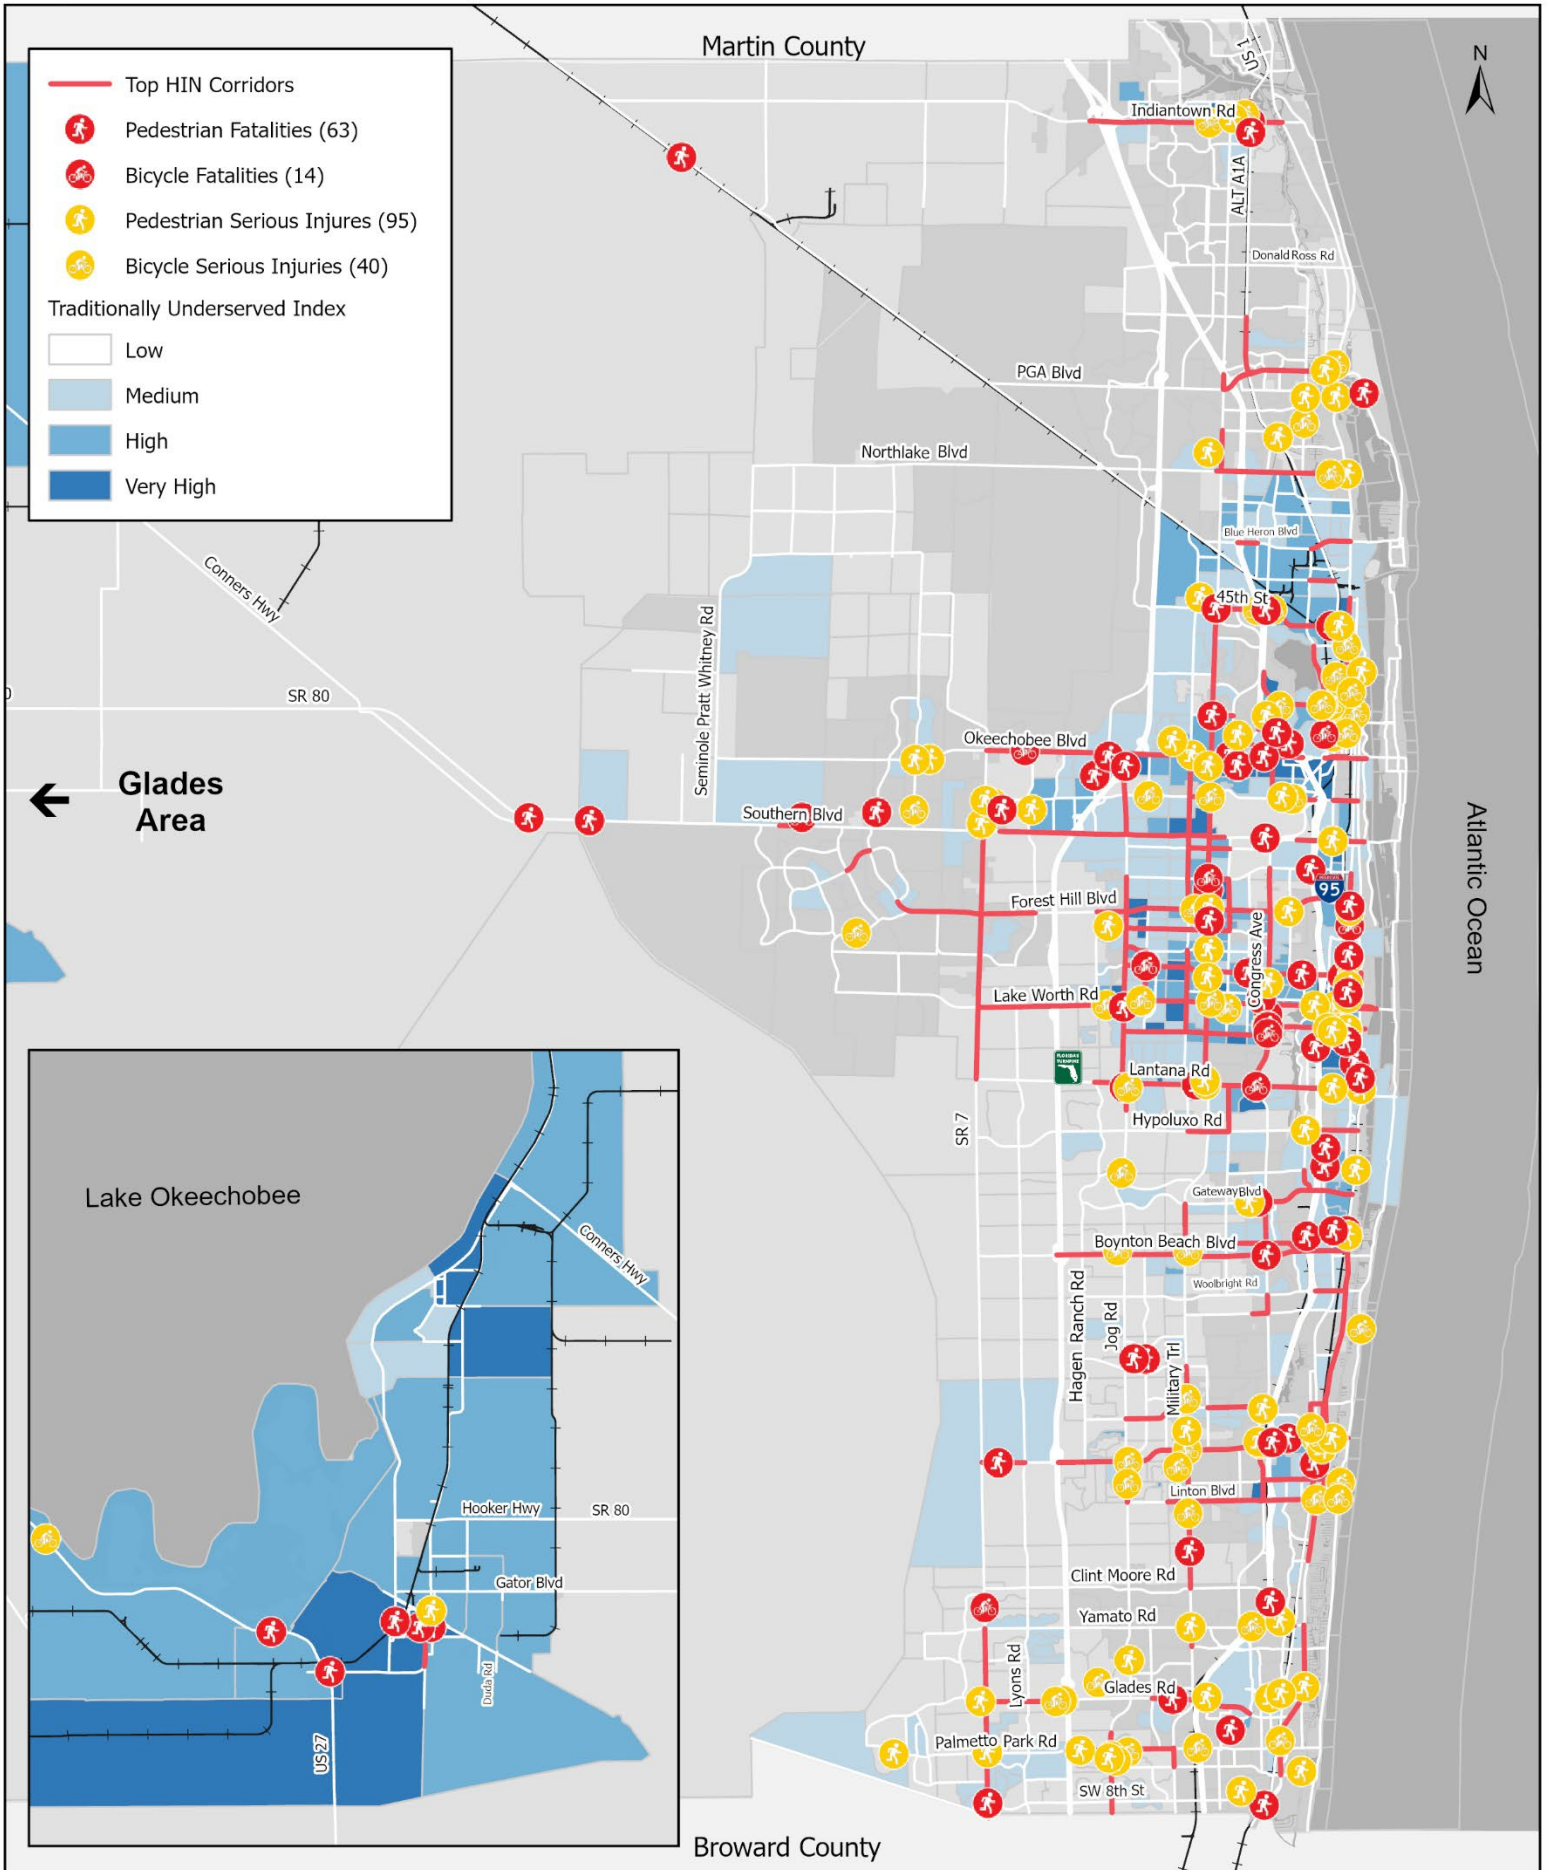 Martin County
N
US 1
Top HIN Corridors
Pedestrian Fatalities (63)
Bicycle Fatalities (14)
Pedestrian Serious Injures (95)
Bicycle Serious Injuries (40)
Traditionally Underserved Index
Low
Medium
High
Very High
Indiantown Rd
ALT A1A
Donald Ross Rd
PGA Blvd
Northlake Blvd
Blue Heron Blvd
45th St
Conners Hwy
SR 80
Seminole Pratt Whitney Rd
Okeechobee Blvd
Glades
Area
Southern Blvd
Atlantic Ocean
95
Forest Hill Blvd
Congress Ave
Lake Worth Rd
FLORIDA'S
TURNPIKE
Lantana Rd
Hypoluxo Rd
SR 7
Gateway Blvd
Boynton Beach Blvd
Woolbright Rd
Hagen Ranch Rd
Jog Rd
Military Trl
Linton Blvd
Clint Moore Rd
Yamato Rd
Lyons Rd
Glades Rd
Palmetto Park Rd
SW 8th St
Lake Okeechobee
Conners Hwy
Hooker Hwy
SR 80
Gator Blvd
Duda Rd
US 27
Broward County